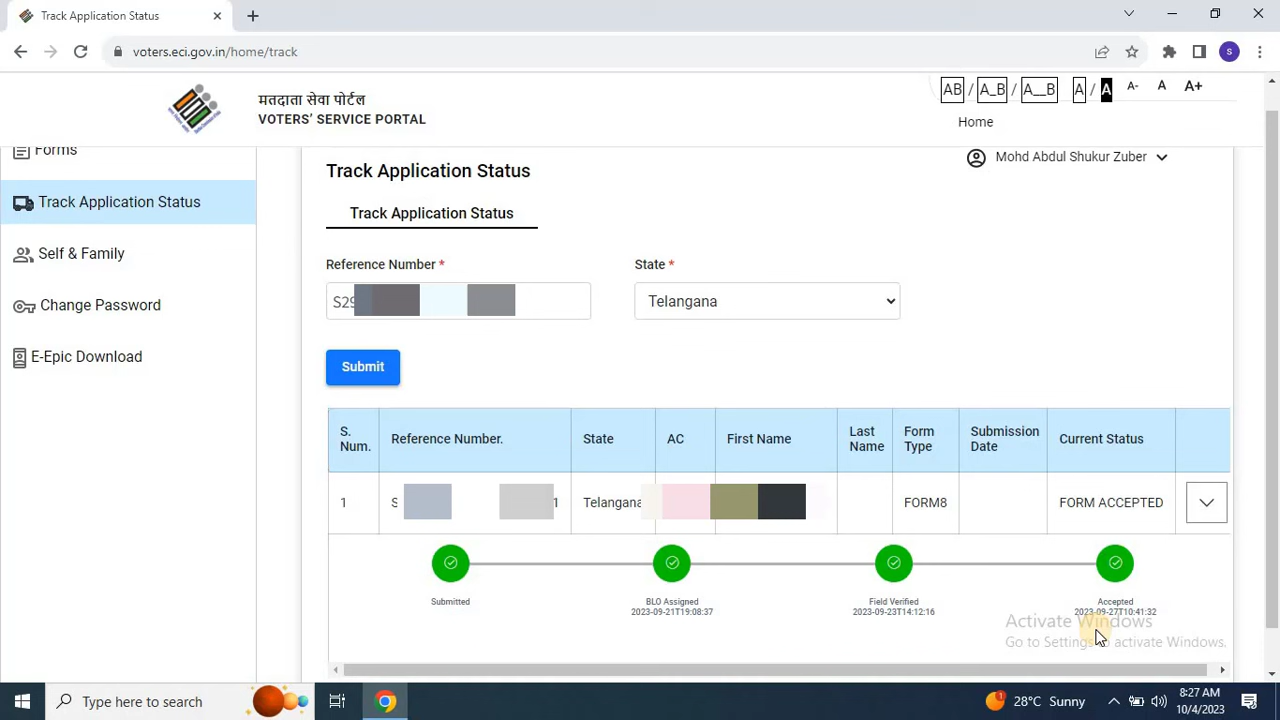 Track Application Status
voters.eci.gov.in/home/track
S
मतदाता सेवा पोर्टल
VOTERS' SERVICE PORTAL
AB / A_B / A__B A / A A- A A+
Home
Mohd Abdul Shukur Zuber
Forms
Track Application Status
Self & Family
Change Password
E-Epic Download
Track Application Status
Track Application Status
Reference Number *
State *
S29
Telangana
Submit
S. Num.
Reference Number.
State
AC
First Name
Last Name
Form Type
Submission Date
Current Status
1
S 1
Telangana
FORM8
FORM ACCEPTED
Submitted
BLO Assigned
2023-09-21T19:08:37
Field Verified
2023-09-23T14:12:16
Accepted
2023-09-27T10:41:32
Activate Windows
Go to Settings to activate Windows.
Type here to search
1
28°C Sunny
8:27 AM
10/4/2023